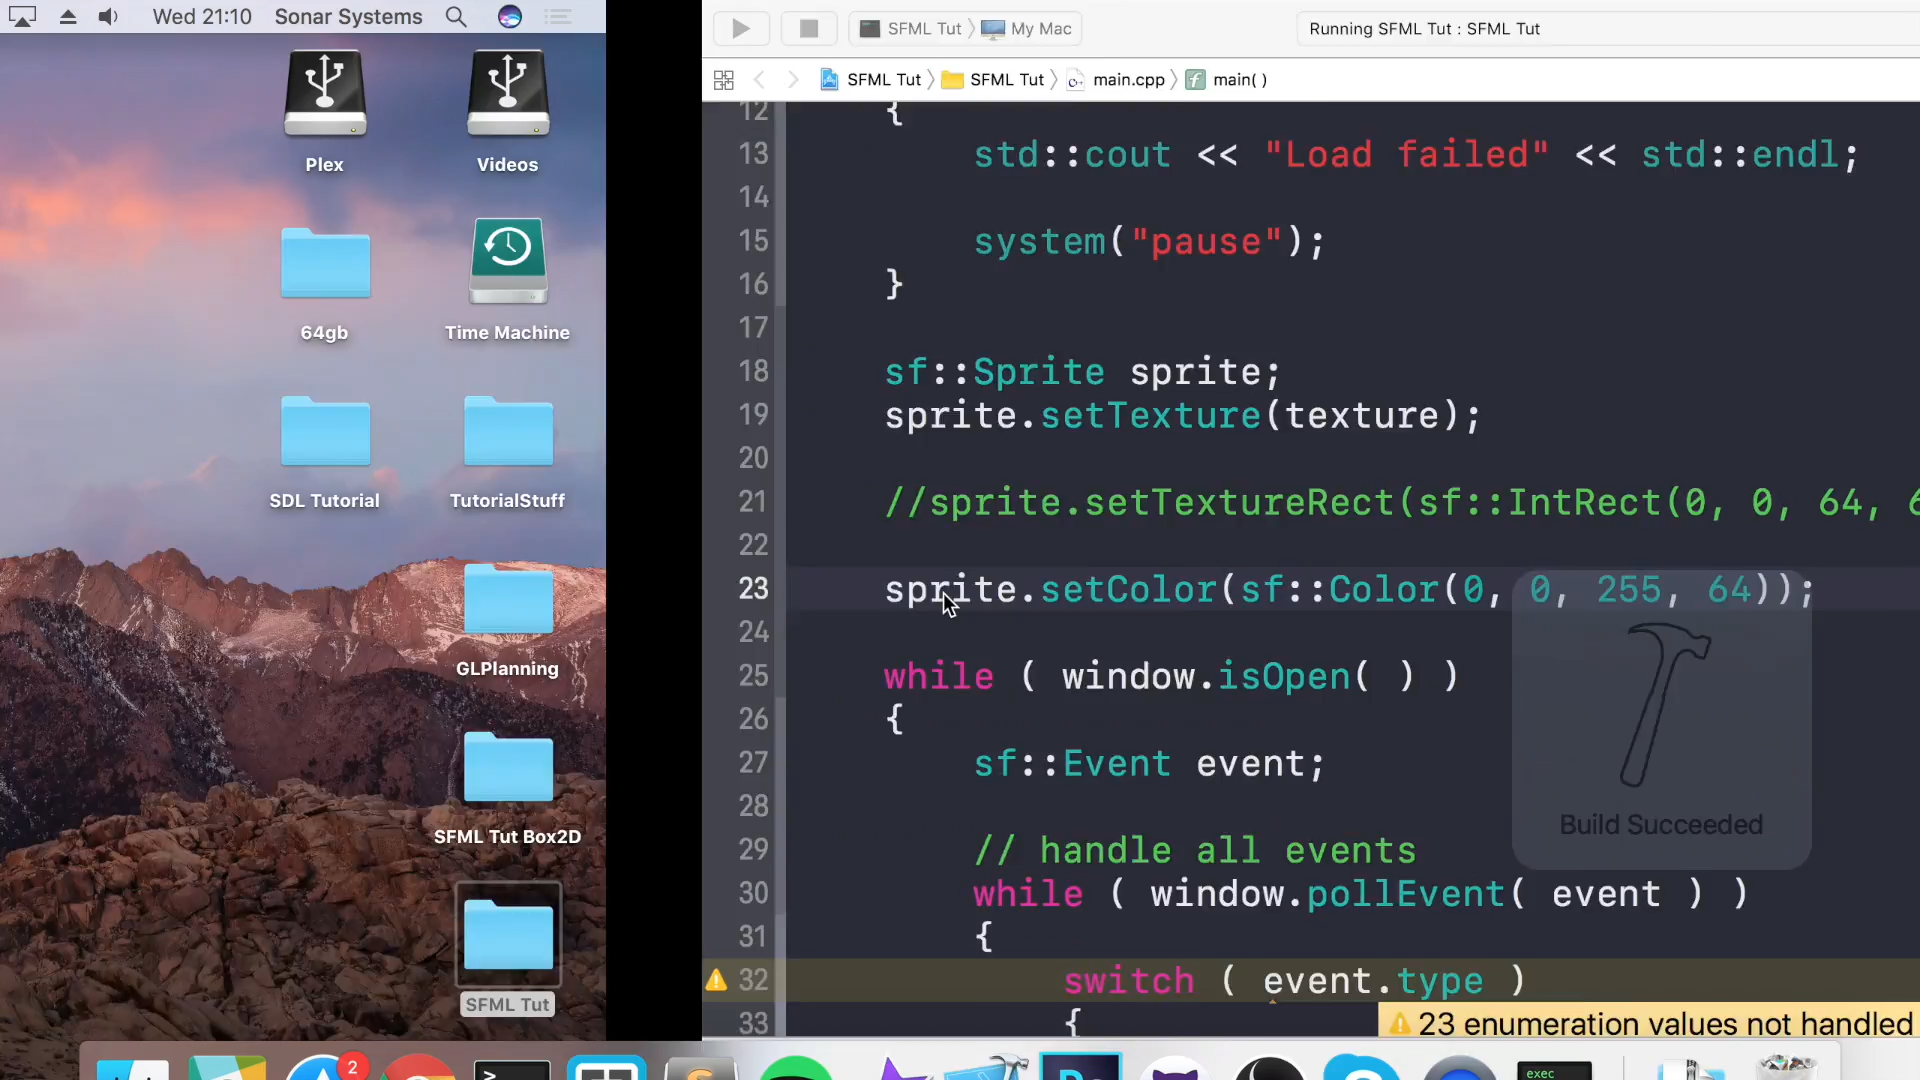 Wed 21:10 Sonar Systems
Plex
Videos
64gb
Time Machine
SDL Tutorial
TutorialStuff
GLPlanning
SFML Tut Box2D
SFML Tut
SFML Tut My Mac
Running SFML Tut : SFML Tut
SFML Tut SFML Tut main.cpp main( )
12 {
13 std::cout << "Load failed" << std::endl;
14
15 system("pause");
16 }
17
18 sf::Sprite sprite;
19 sprite.setTexture(texture);
20
21 //sprite.setTextureRect(sf::IntRect(0, 0, 64,
22
23 sprite.setColor(sf::Color(0, 0, 255, 64));
24
25 while ( window.isOpen( ) )
26 {
27 sf::Event event;
28
Build Succeeded
29 // handle all events
30 while ( window.pollEvent( event ) )
31 {
32 switch ( event.type )
33 {
23 enumeration values not handled
2
exec